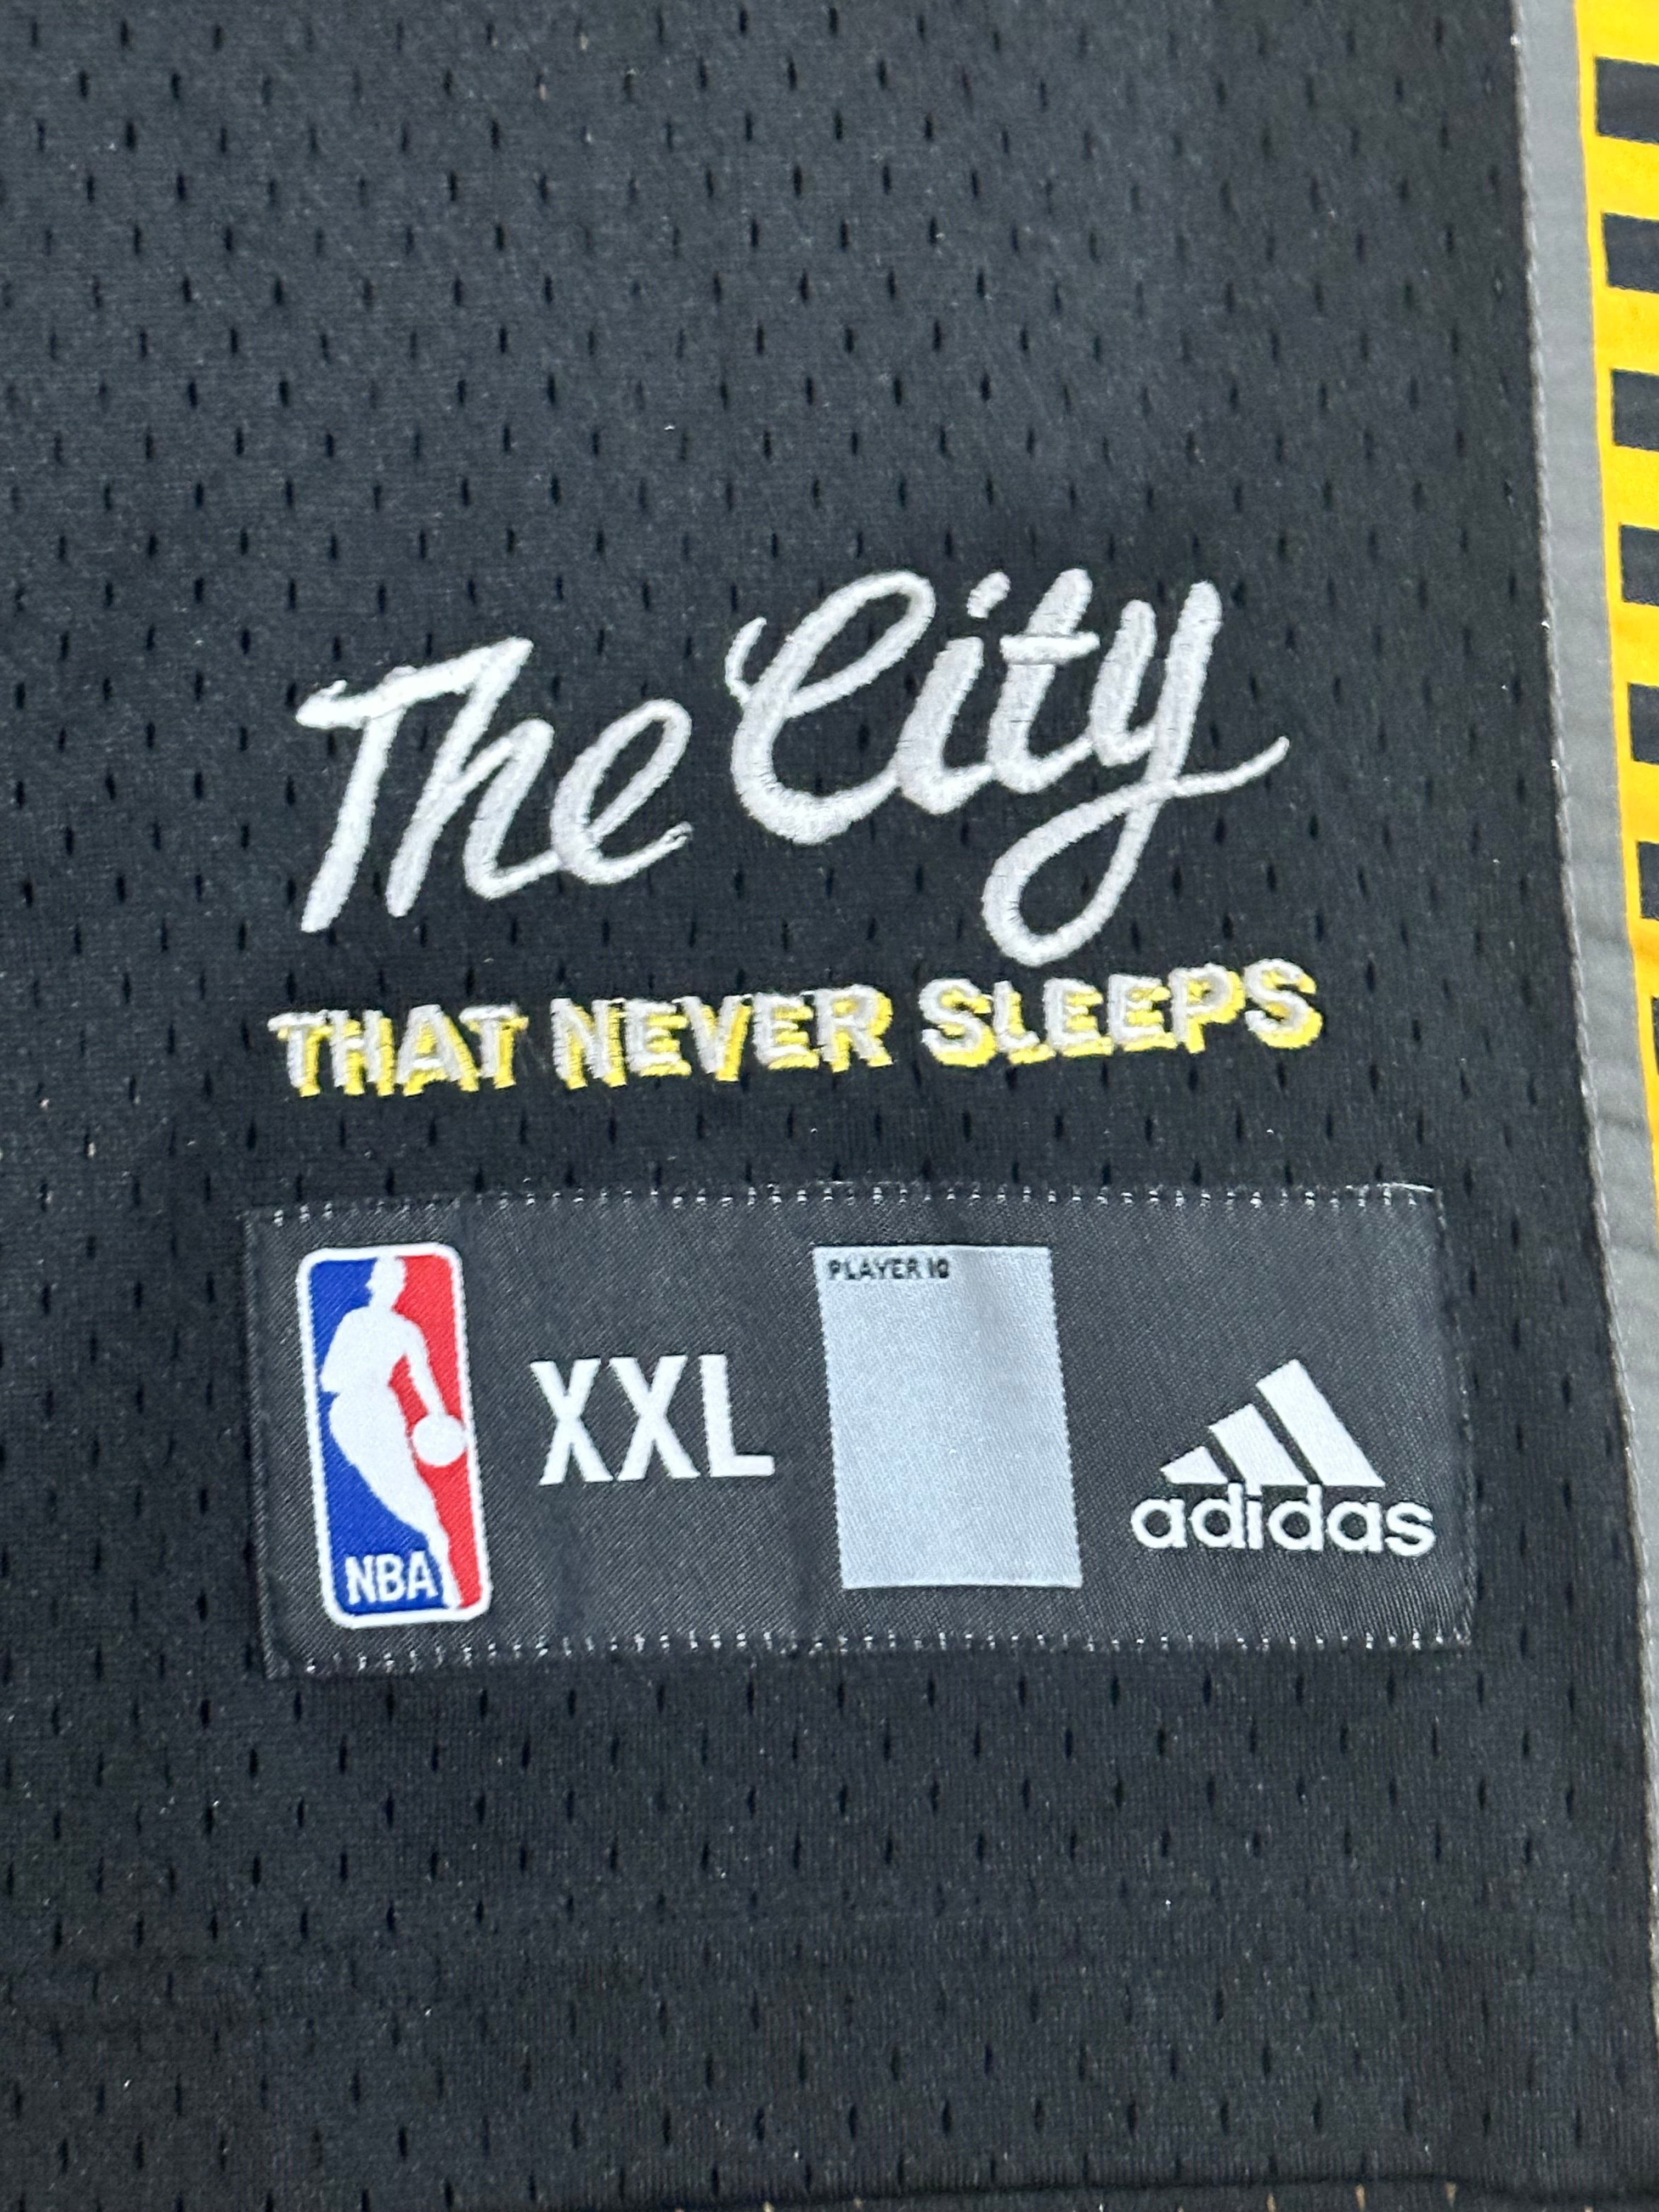 The City
THAT NEVER SLEEPS
PLAYER ID
XXL
adidas
NBA